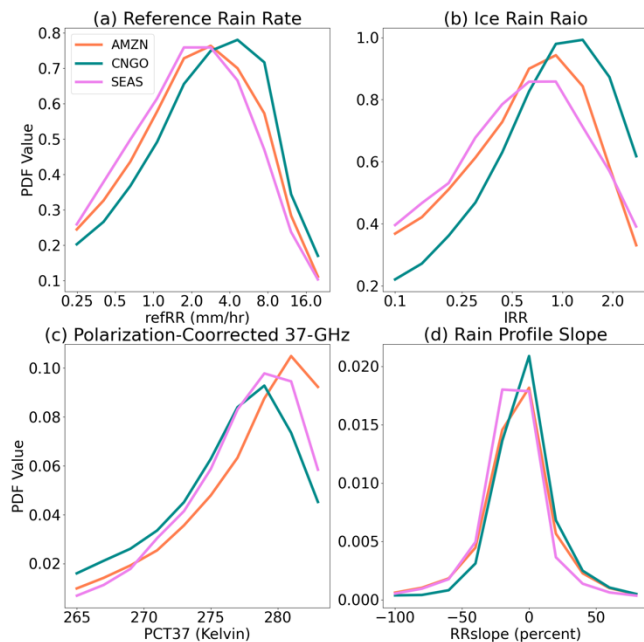 (a) Reference Rain Rate
AMZN
CNGO
SEAS
PDF Value
0.8
0.7
0.6
0.5
0.4
0.3
0.2
0.1
0.25 0.5 1.0 2.0 4.0 8.0 16.0
refRR (mm/hr)
(b) Ice Rain Raio
1.0
0.8
0.6
0.4
0.2
0.1 0.25 0.5 1.0 2.0
IRR
(c) Polarization-Coorrected 37-GHz
PDF Value
0.10
0.08
0.06
0.04
0.02
265 270 275 280
PCT37 (Kelvin)
(d) Rain Profile Slope
0.020
0.015
0.010
0.005
0.000
−100 −50 0 50
RRslope (percent)